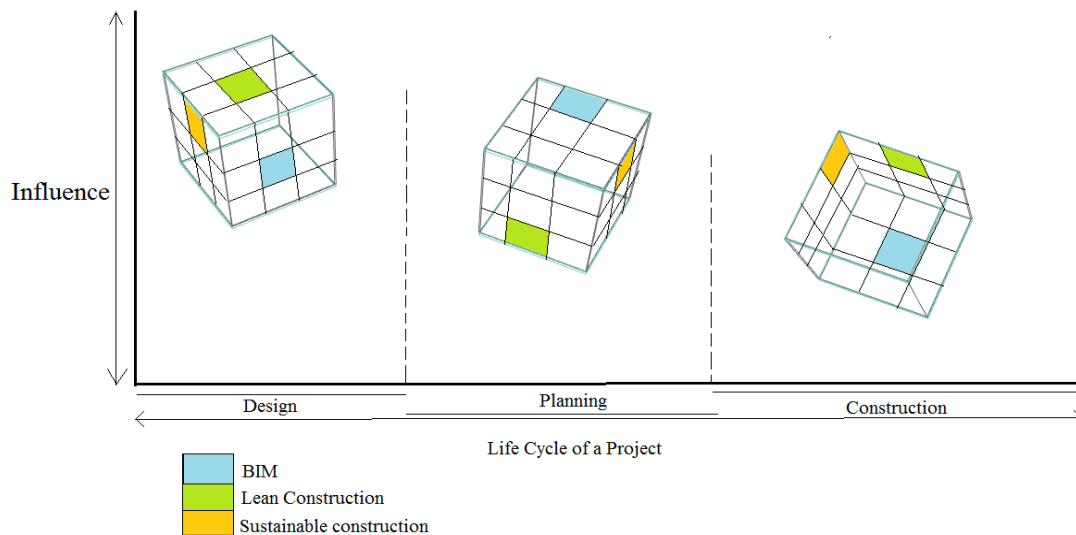 Influence
Design
Planning
Construction
Life Cycle of a Project
BIM
Lean Construction
Sustainable construction